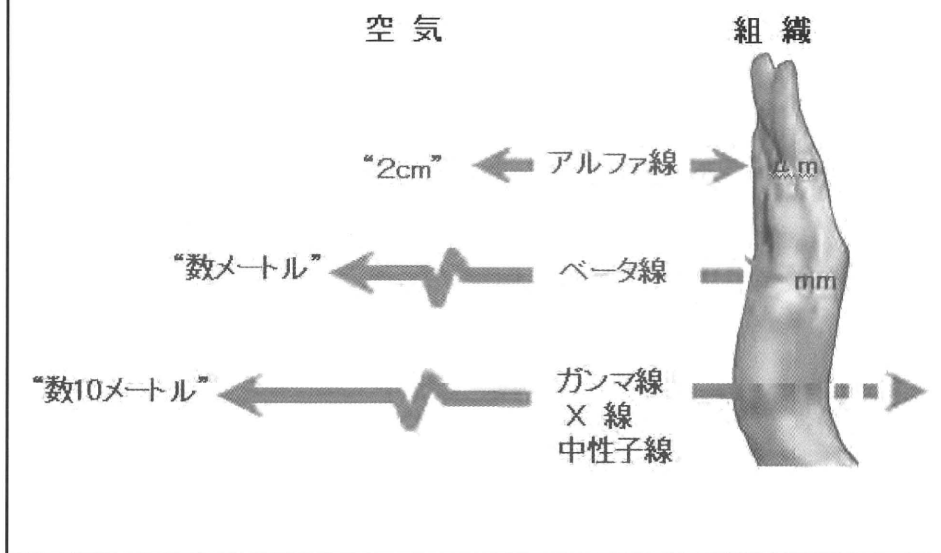 空 気
組 織
“2cm”
アルファ線
μ m
“数メートル”
ベータ線
mm
“数10メートル”
ガンマ線
X 線
中性子線